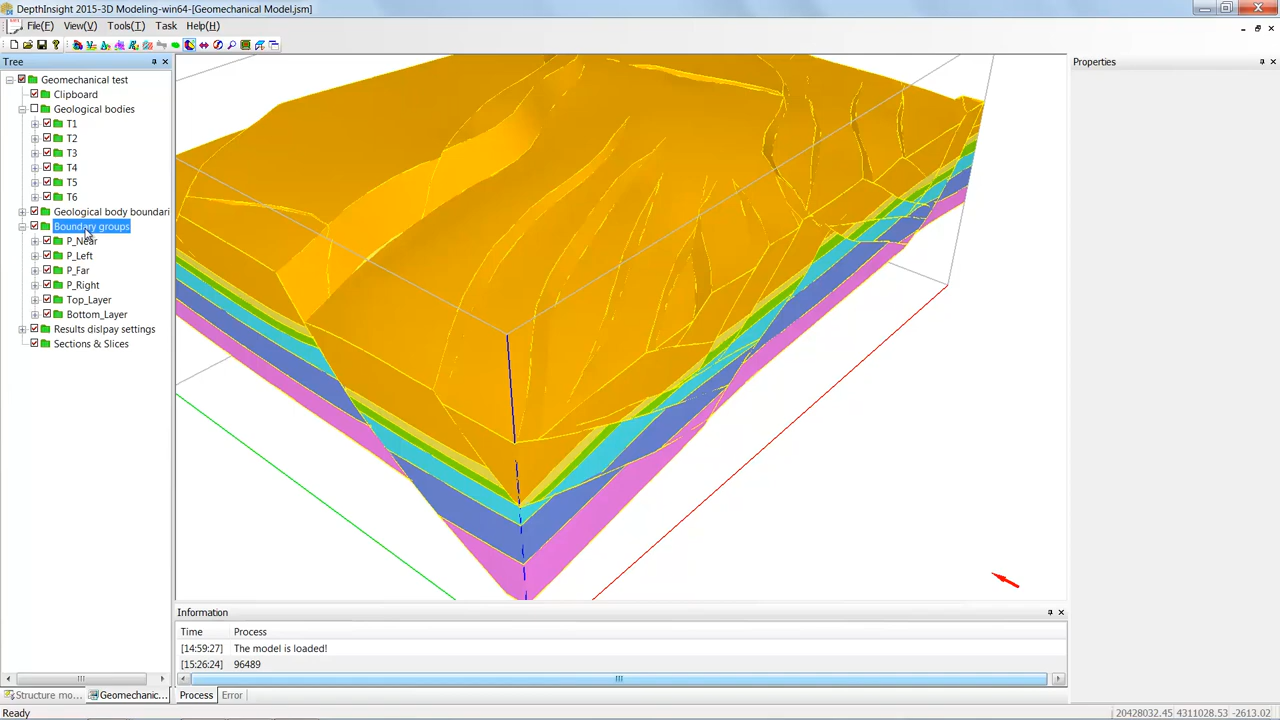 DepthInsight 2015-3D Modeling-win64-[Geomechanical Model.jsm]
File(F) View(V) Tools(T) Task Help(H)
Tree
Properties
Geomechanical test
Clipboard
Geological bodies
T1
T2
T3
T4
T5
T6
Geological body boundari
Boundary groups
P_Near
P_Left
P_Far
P_Right
Top_Layer
Bottom_Layer
Results dislpay settings
Sections & Slices
Information
Time Process
[14:59:27] The model is loaded!
[15:26:24] 96489
Structure mo... Geomechanic... Process Error
Ready 20428032.45 4311028.53 -2613.02